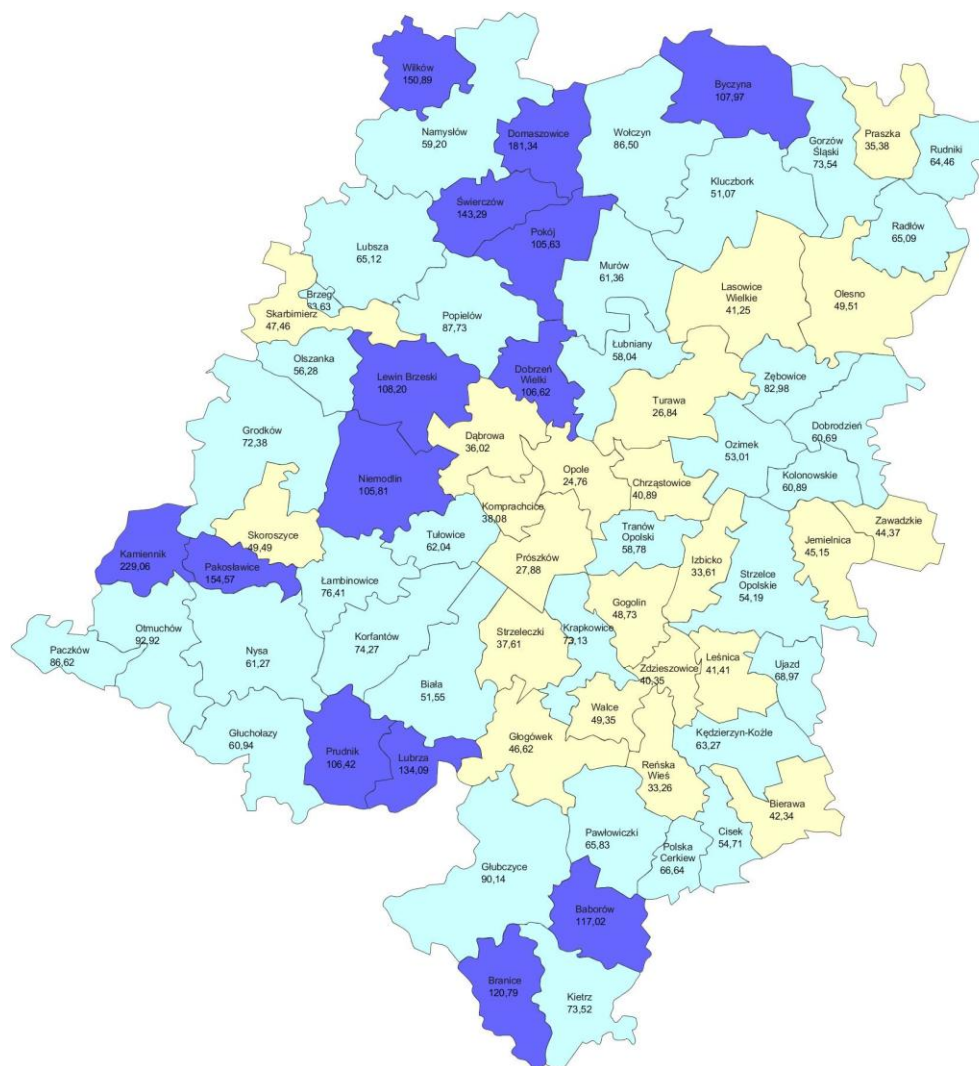 Wilków
150,89
Byczyna
107,97
Namysłów
59,20
Domaszowice
181,34
Wołczyn
86,50
Gorzów
Śląski
73,54
Praszka
35,38
Rudniki
64,46
Kluczbork
51,07
Świerczów
143,29
Pokój
105,63
Radłów
65,09
Lubsza
65,12
Murów
61,36
Lasowice
Wielkie
41,25
Olesno
49,51
Brzeg
63,63
Skarbimierz
47,46
Popielów
87,73
Olszanka
56,28
Łubniany
58,04
Lewin Brzeski
108,20
Dobrzeń
Wielki
106,62
Zębowice
82,98
Turawa
26,84
Dobrodzień
60,69
Grodków
72,38
Dąbrowa
36,02
Ozimek
53,01
Opole
24,76
Kolonowskie
60,89
Niemodlin
105,81
Chrząstowice
40,89
Komprachcice
38,08
Skoroszyce
49,49
Tułowice
62,04
Tranów
Opolski
58,78
Zawadzkie
44,37
Jemielnica
45,15
Kamiennik
229,06
Pakosławice
154,57
Prószków
27,88
Izbicko
33,61
Strzelce
Opolskie
54,19
Łambinowice
76,41
Gogolin
48,73
Otmuchów
92,92
Paczków
86,62
Nysa
61,27
Korfantów
74,27
Strzeleczki
37,61
Krapkowice
73,13
Zdzieszowice
40,35
Leśnica
41,41
Ujazd
68,97
Biała
51,55
Walce
49,35
Głuchołazy
60,94
Prudnik
106,42
Lubrza
134,09
Głogówek
46,62
Kędzierzyn-Koźle
63,27
Reńska
Wieś
33,26
Bierawa
42,34
Pawłowiczki
65,83
Cisek
54,71
Polska
Cerkiew
66,64
Głubczyce
90,14
Baborów
117,02
Branice
120,79
Kietrz
73,52